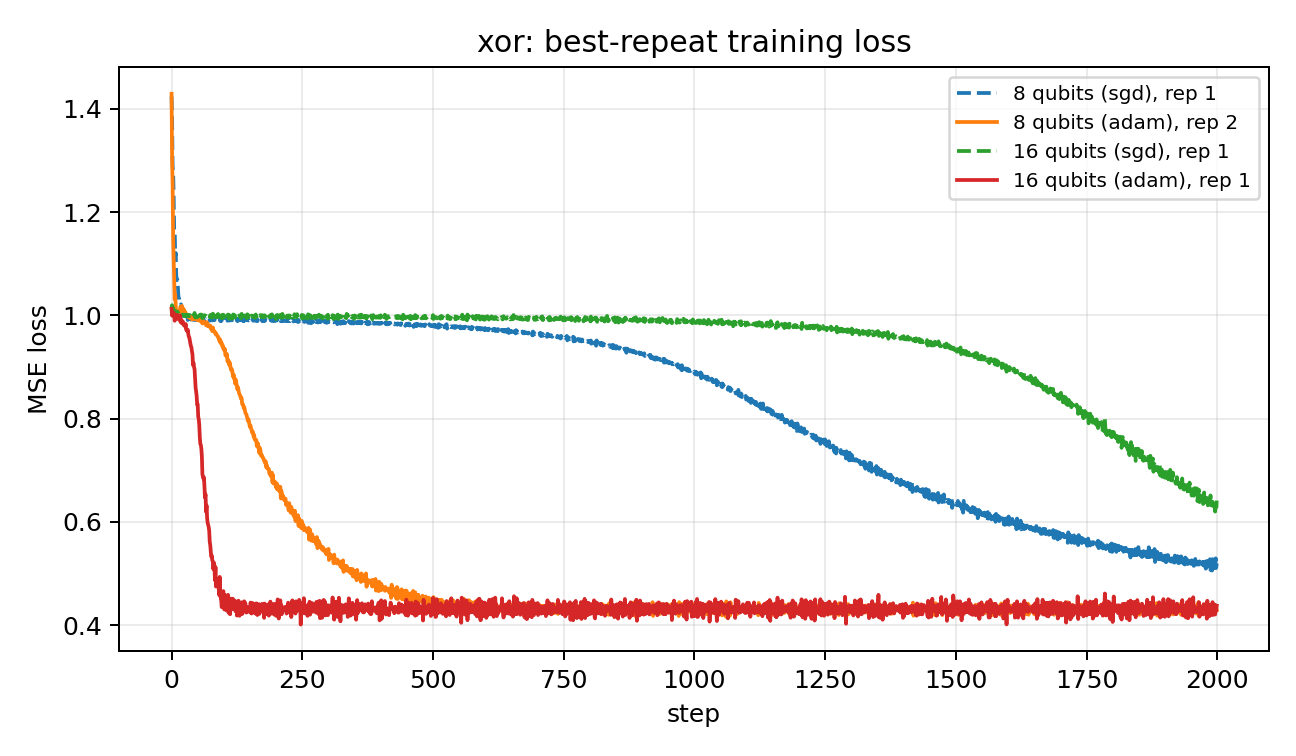 xor: best-repeat training loss
8 qubits (sgd), rep 1
8 qubits (adam), rep 2
16 qubits (sgd), rep 1
16 qubits (adam), rep 1
MSE loss
1.4
1.2
1.0
0.8
0.6
0.4
0 250 500 750 1000 1250 1500 1750 2000
step